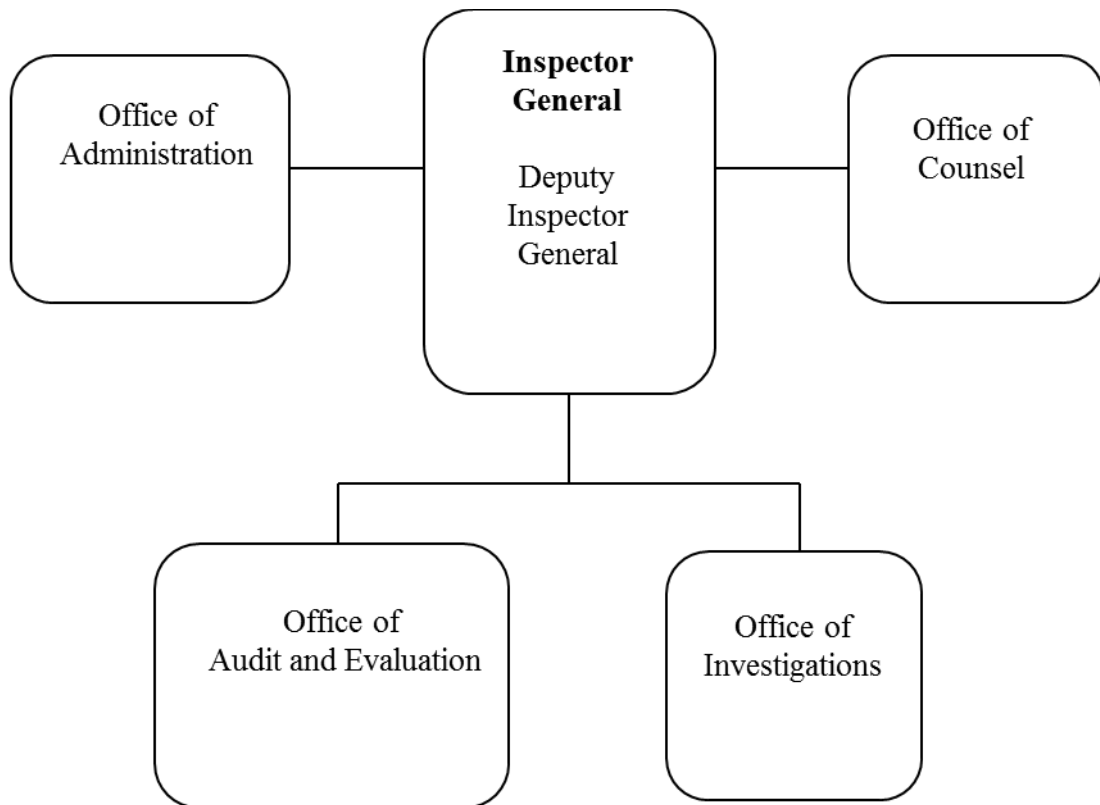 Inspector
General
Deputy
Inspector
General
Office of
Administration
Office of
Counsel
Office of
Audit and Evaluation
Office of
Investigations